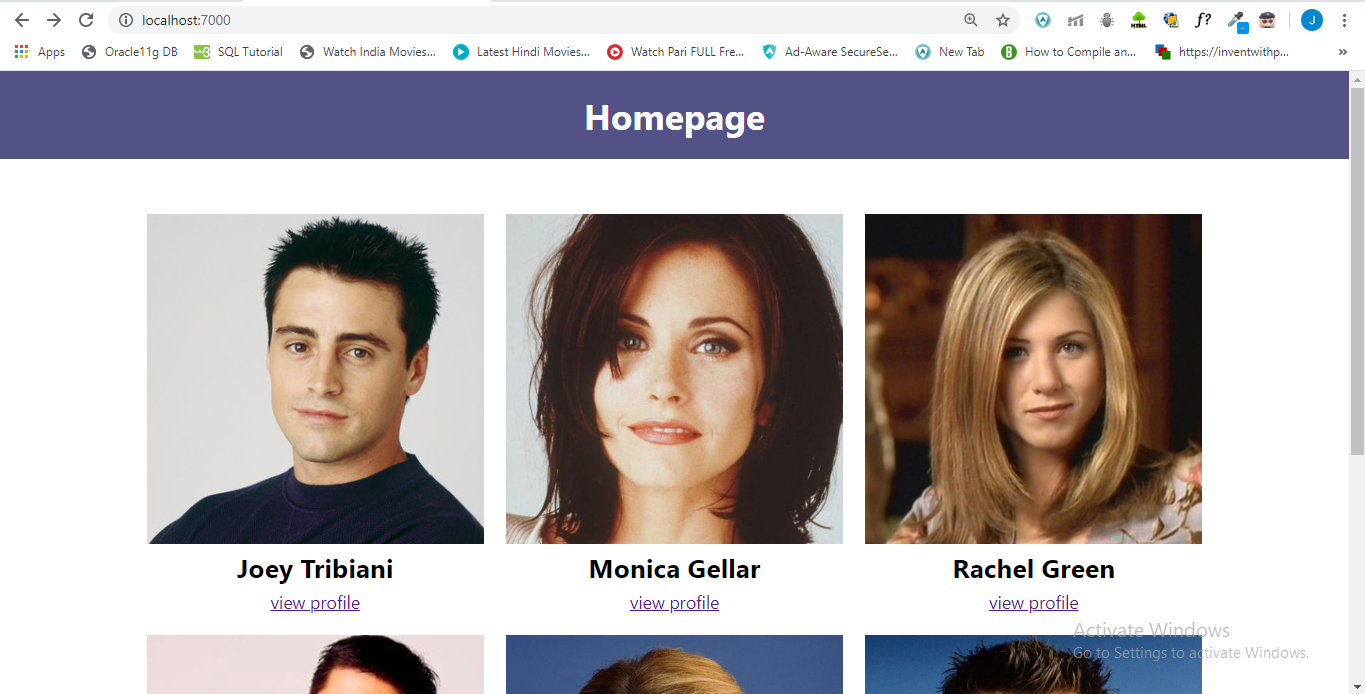 localhost:7000
f?
J
Apps Oracle11g DB SQL Tutorial Watch India Movies... Latest Hindi Movies... Watch Pari FULL Fre... Ad-Aware SecureSe... New Tab How to Compile an... https://inventwithp... »
Homepage
Joey Tribiani Monica Gellar Rachel Green
view profile view profile view profile
Activate Windows
Go to Settings to activate Windows.